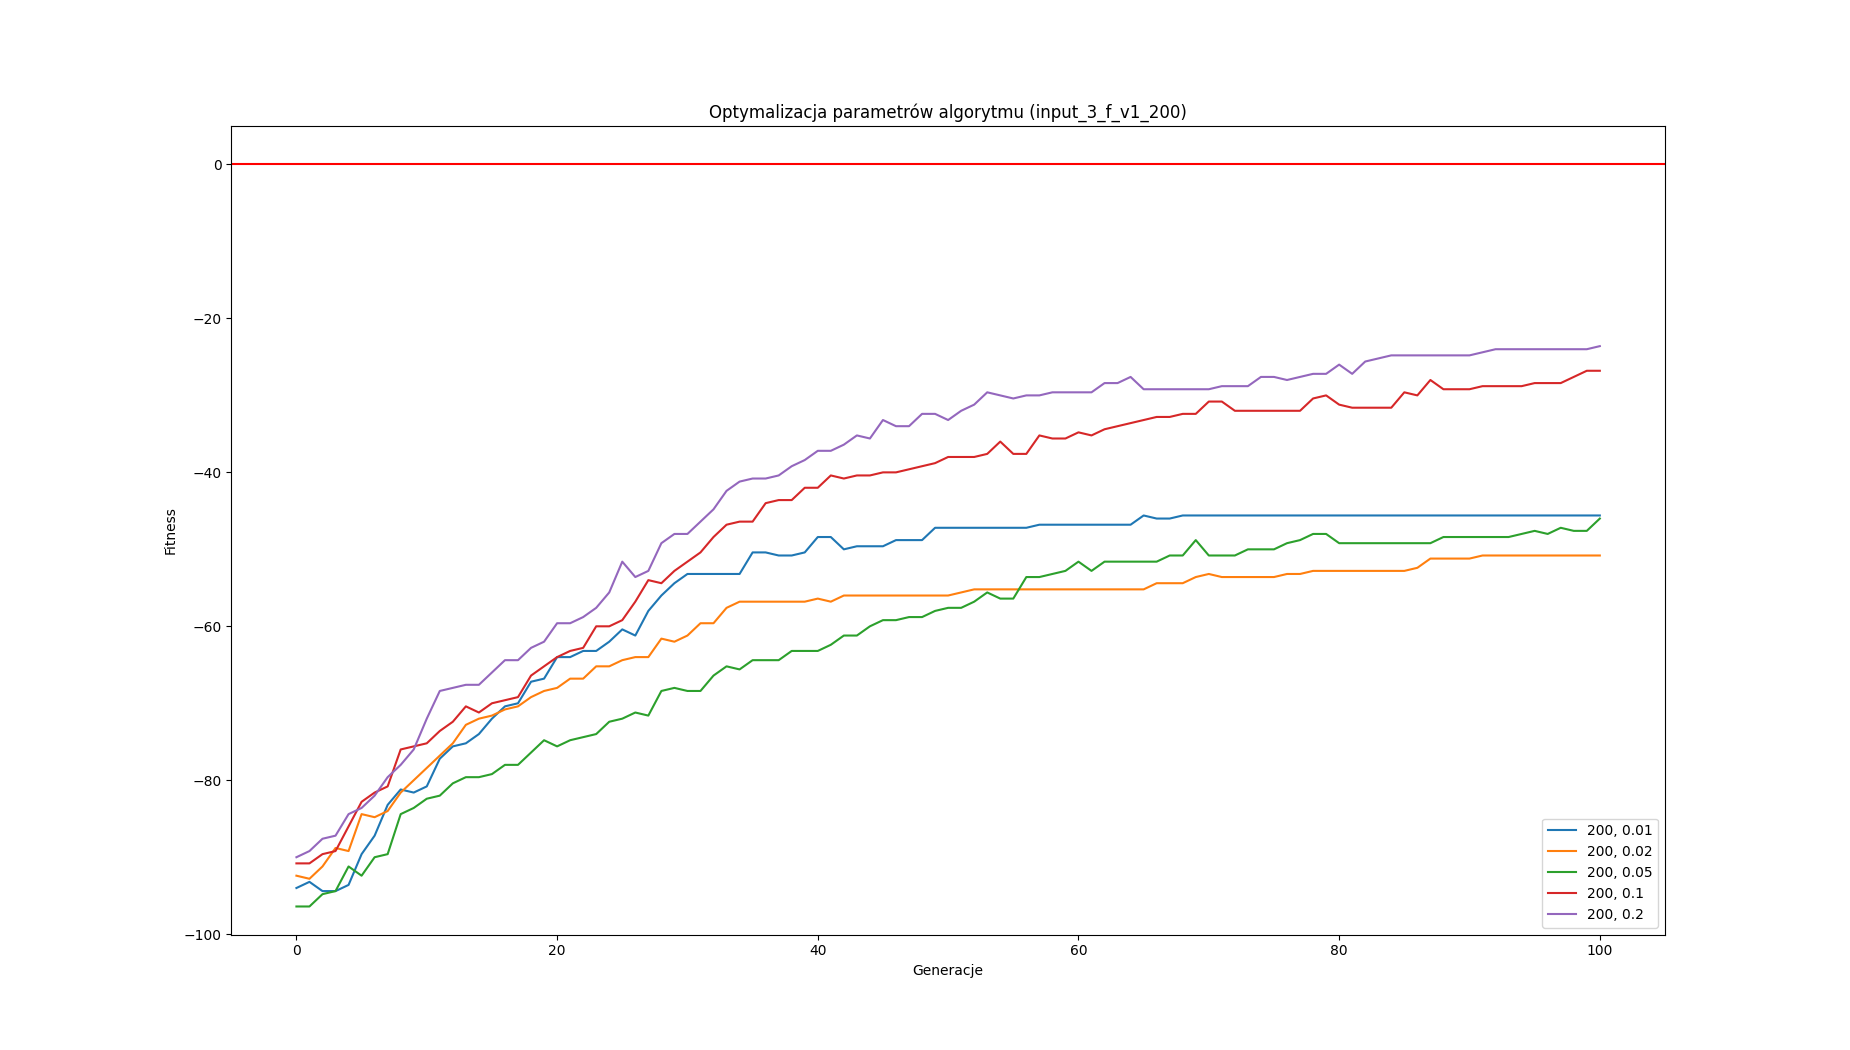 Optymalizacja parametrów algorytmu (input_3_f_v1_200)
0
−20
−40
−60
−80
−100
Fitness
0 20 40 60 80 100
Generacje
200, 0.01
200, 0.02
200, 0.05
200, 0.1
200, 0.2